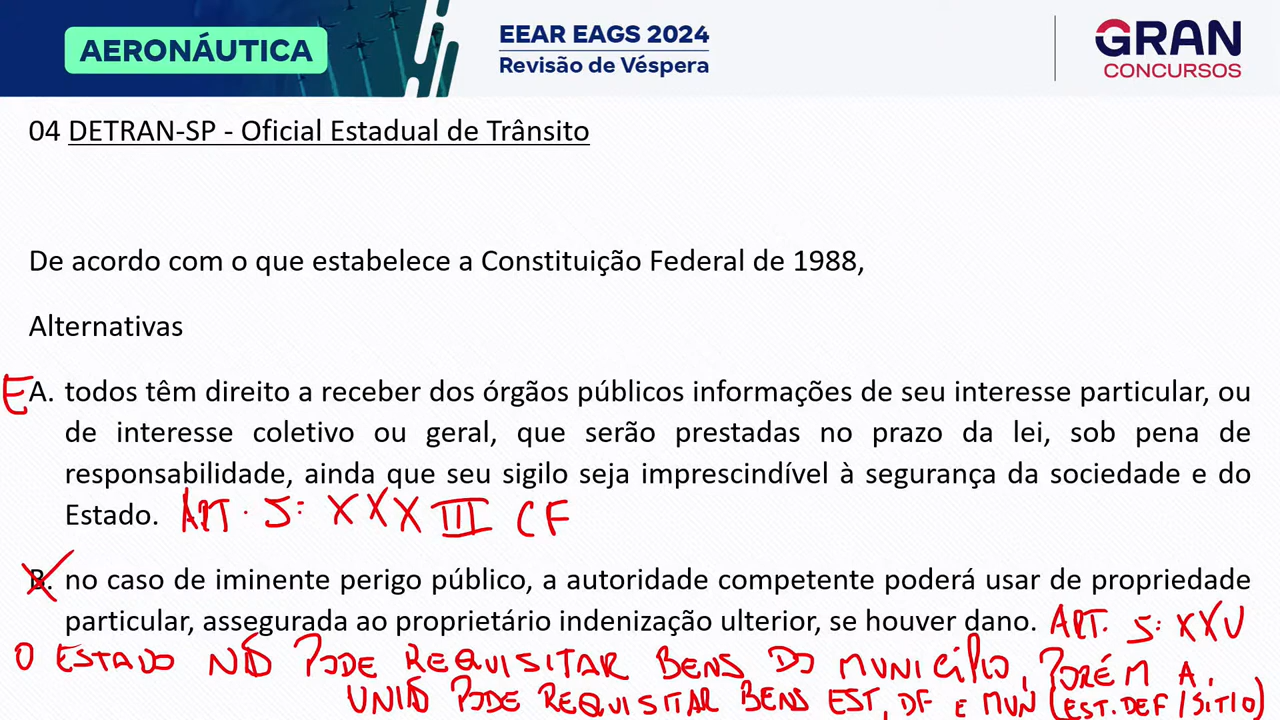 AERONÁUTICA
EEAR EAGS 2024
Revisão de Véspera
GRAN
CONCURSOS
04 DETRAN-SP - Oficial Estadual de Trânsito
De acordo com o que estabelece a Constituição Federal de 1988,
Alternativas
E A. todos têm direito a receber dos órgãos públicos informações de seu interesse particular, ou
de interesse coletivo ou geral, que serão prestadas no prazo da lei, sob pena de
responsabilidade, ainda que seu sigilo seja imprescindível à segurança da sociedade e do
Estado. ART. 5: XXXIII CF
B. no caso de iminente perigo público, a autoridade competente poderá usar de propriedade
particular, assegurada ao proprietário indenização ulterior, se houver dano. ART. 5: XXV
O ESTADO NÃO PODE REQUISITAR BENS DO MUNICÍPIO, PORÉM A
UNIÃO PODE REQUISITAR BENS EST, DF E MUN (EST.DEF/SITIO)